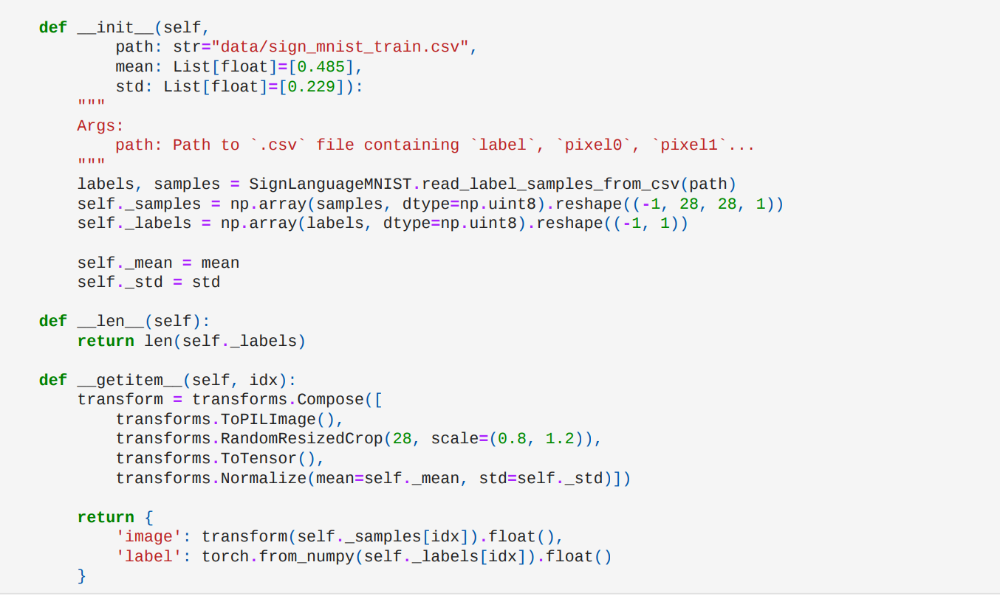 def __init__(self,
        path: str="data/sign_mnist_train.csv",
        mean: List[float]=[0.485],
        std: List[float]=[0.229]):
    """
    Args:
        path: Path to `.csv` file containing `label`, `pixel0`, `pixel1`...
    """
    labels, samples = SignLanguageMNIST.read_label_samples_from_csv(path)
    self._samples = np.array(samples, dtype=np.uint8).reshape((-1, 28, 28, 1))
    self._labels = np.array(labels, dtype=np.uint8).reshape((-1, 1))

    self._mean = mean
    self._std = std

def __len__(self):
    return len(self._labels)

def __getitem__(self, idx):
    transform = transforms.Compose([
        transforms.ToPILImage(),
        transforms.RandomResizedCrop(28, scale=(0.8, 1.2)),
        transforms.ToTensor(),
        transforms.Normalize(mean=self._mean, std=self._std)])

    return {
        'image': transform(self._samples[idx]).float(),
        'label': torch.from_numpy(self._labels[idx]).float()
    }